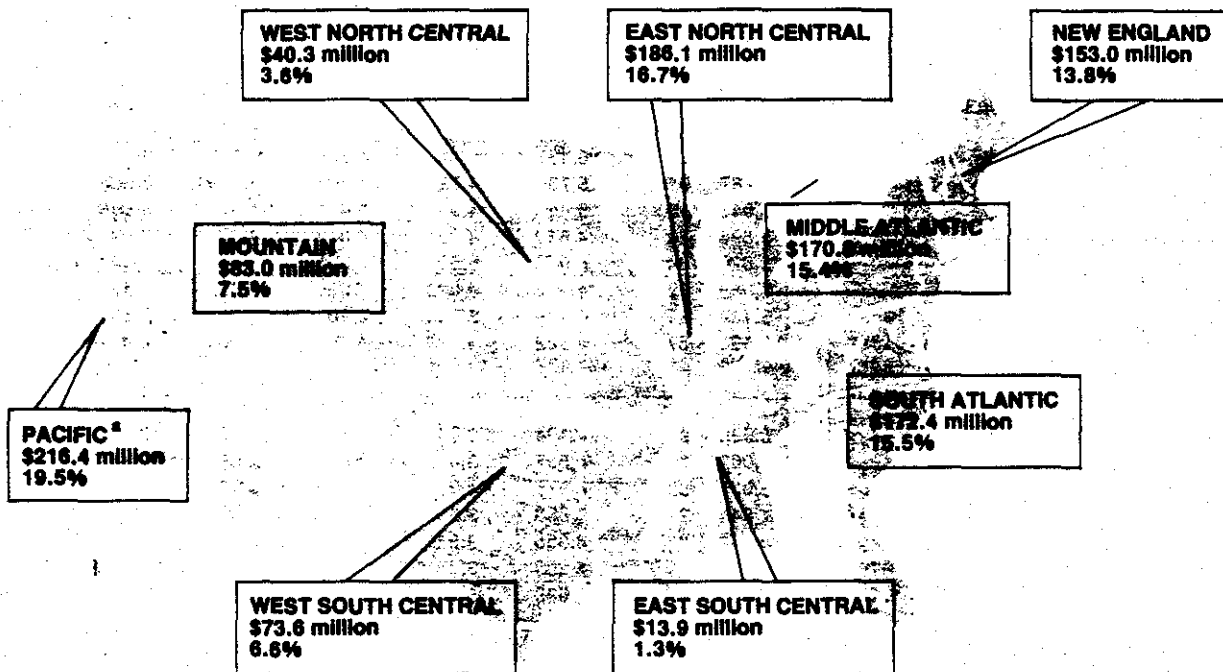 WEST NORTH CENTRAL
$40.3 million
3.6%
EAST NORTH CENTRAL
$186.1 million
16.7%
NEW ENGLAND
$153.0 million
13.8%
MOUNTAIN
$83.0 million
7.5%
MIDDLE ATLANTIC
million
15.4%
PACIFIC
$216.4 million
19.5%
SOUTH ATLANTIC
$172.4 million
15.5%
WEST SOUTH CENTRAL
$73.6 million
6.6%
EAST SOUTH CENTRAL
$13.9 million
1.3%